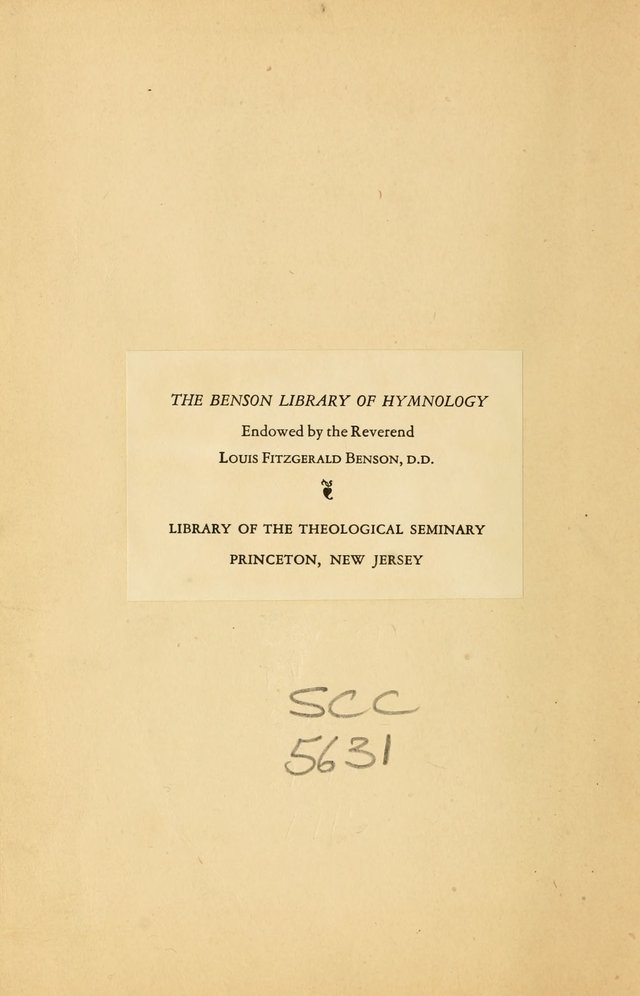 THE BENSON LIBRARY OF HYMNOLOGY
Endowed by the Reverend
LOUIS FITZGERALD BENSON, D.D.
LIBRARY OF THE THEOLOGICAL SEMINARY
PRINCETON, NEW JERSEY
SCC
5631